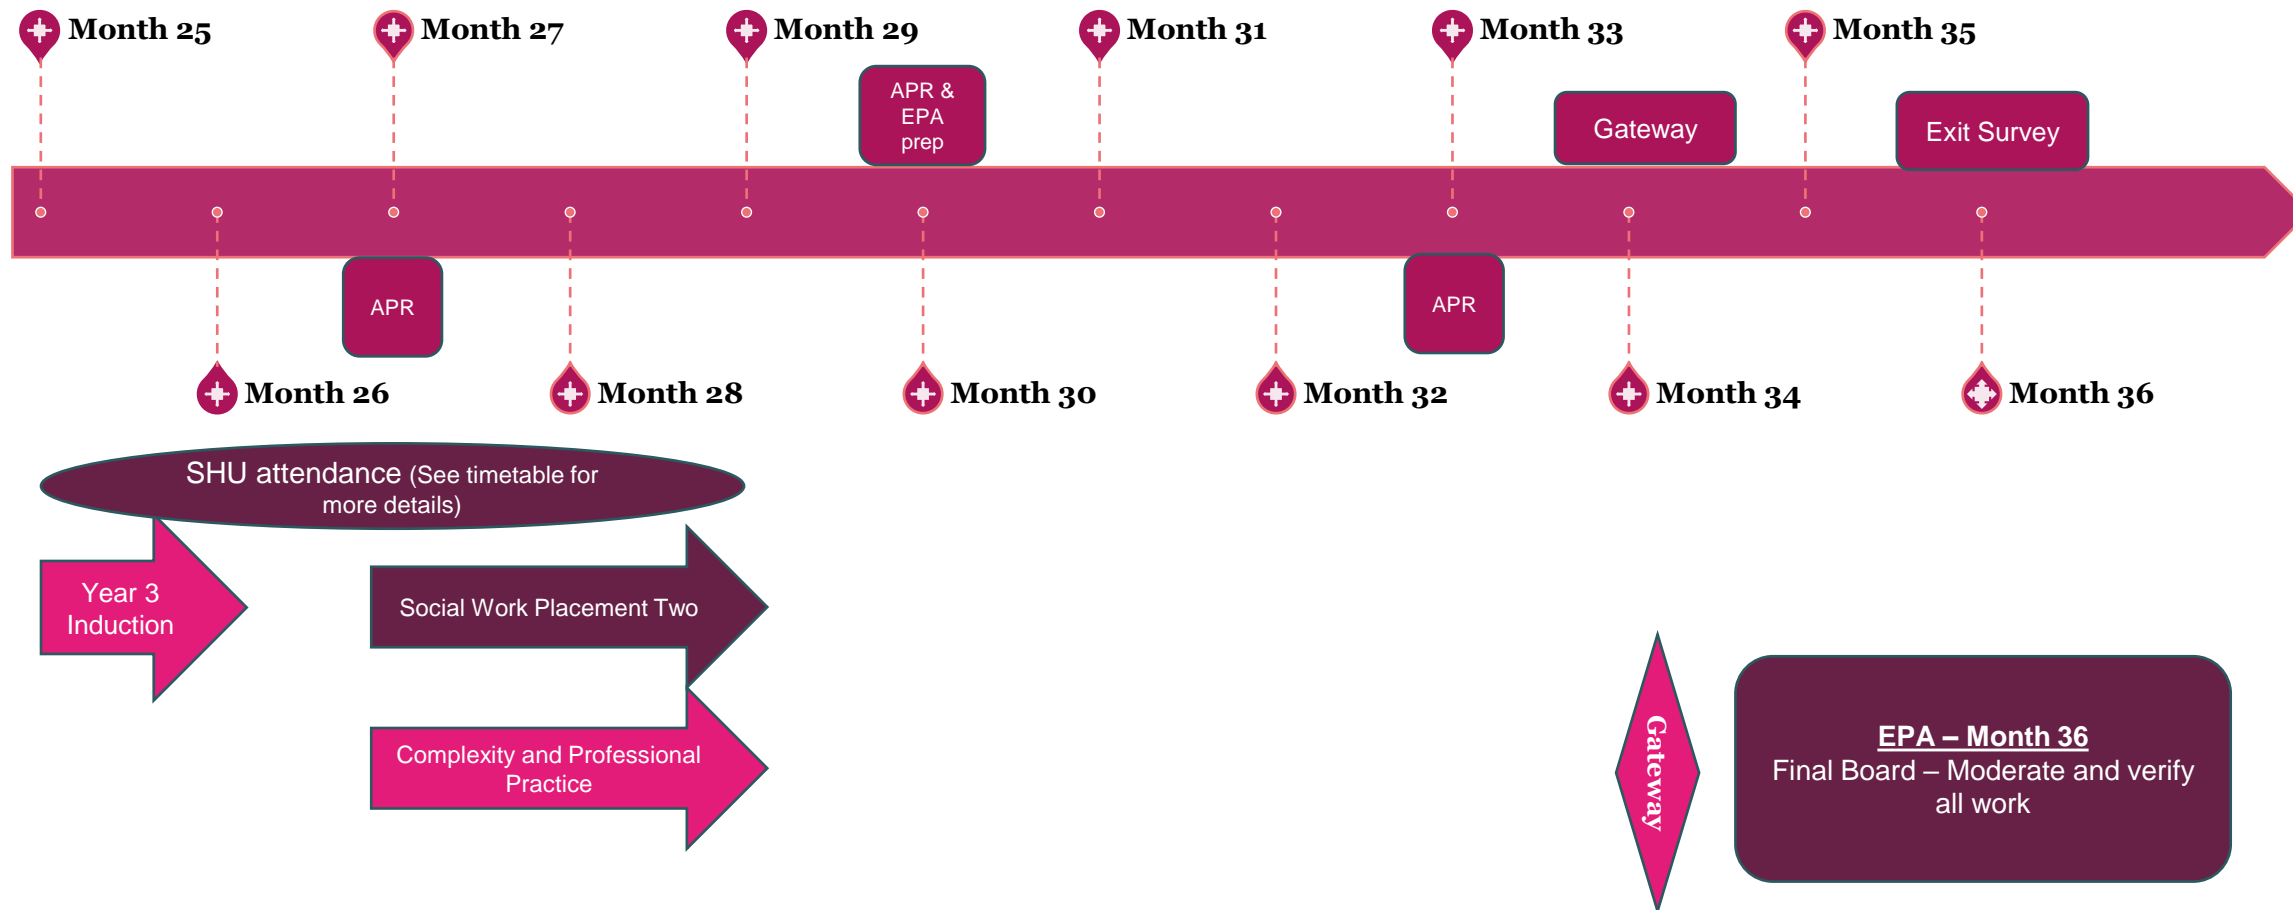 Month 25
Month 27
Month 29
Month 31
Month 33
Month 35
APR &
EPA
prep
Gateway
Exit Survey
APR
APR
Month 26
Month 28
Month 30
Month 32
Month 34
Month 36
SHU attendance (See timetable for
more details)
Year 3
Induction
Social Work Placement Two
Complexity and Professional
Practice
Gateway
EPA – Month 36
Final Board – Moderate and verify
all work